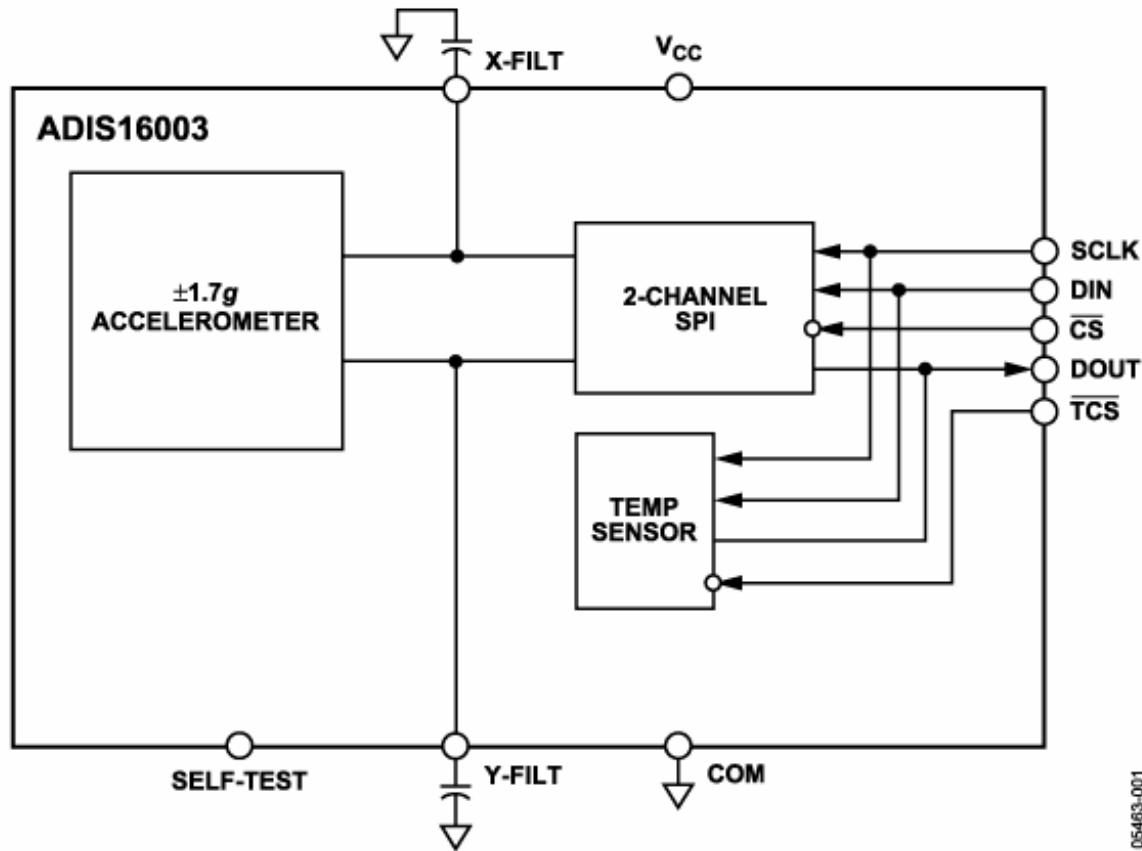 X-FILT
VCC
ADIS16003
±1.7g
ACCELEROMETER
2-CHANNEL
SPI
SCLK
DIN
CS
DOUT
TCS
TEMP
SENSOR
SELF-TEST
Y-FILT
COM
05463-001